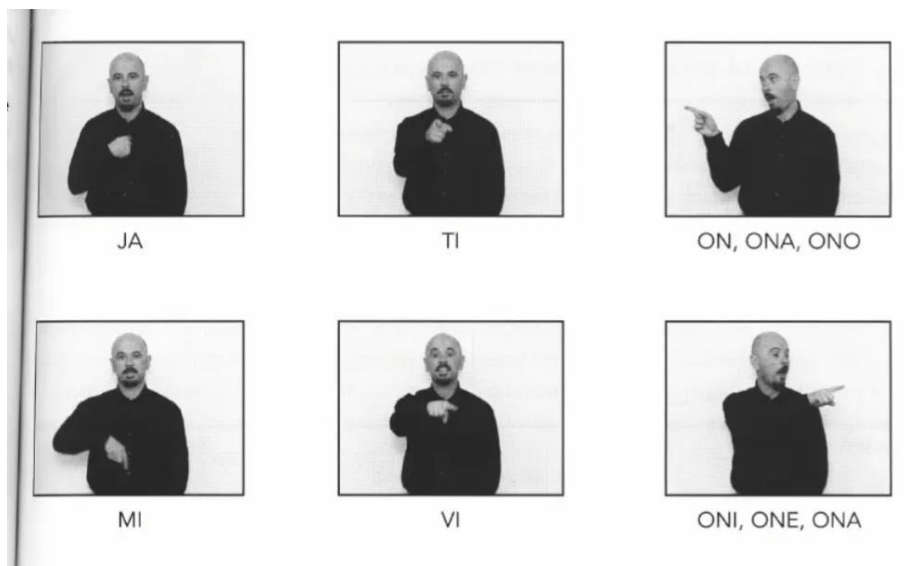 JA
TI
ON, ONA, ONO
MI
VI
ONI, ONE, ONA